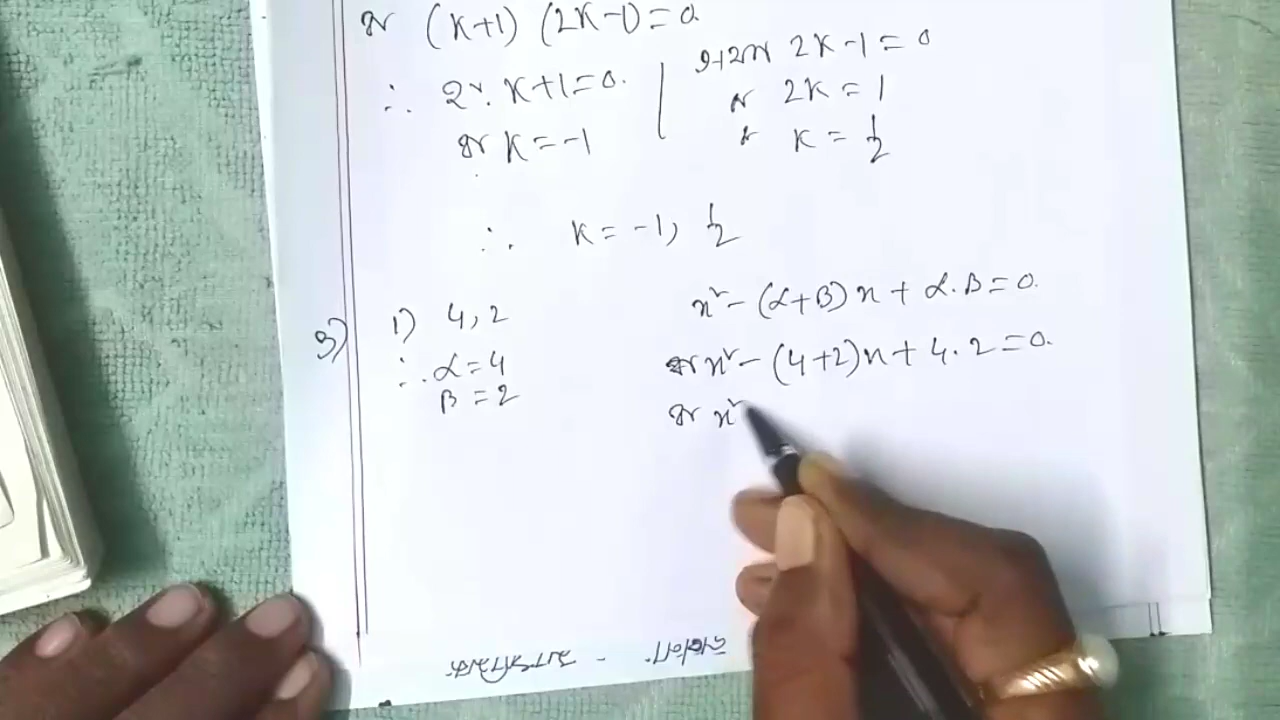 বা (K+1) (2K-1) = 0
∴ হয়. K+1=0.
বা K = -1
অথবা 2K-1 = 0
বা 2K = 1
বা K = 1/2
∴ K = -1, 1/2
3) 1) 4, 2
∴ α = 4
β = 2
x² - (α+β)x + α.β = 0.
বা x² - (4+2)x + 4.2 = 0.
বা x²